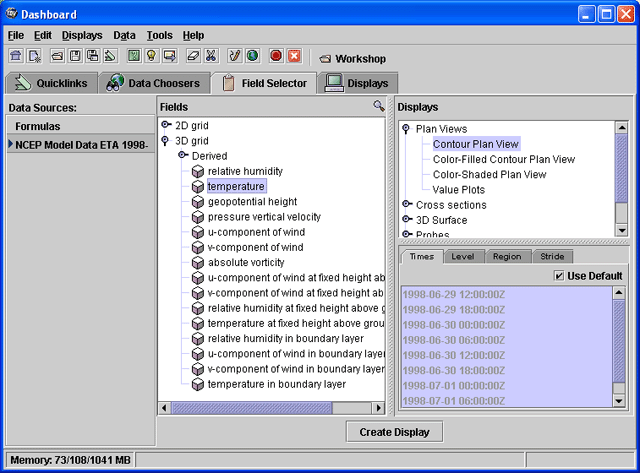 Dashboard
File Edit Displays Data Tools Help
Workshop
Quicklinks Data Choosers Field Selector Displays
Data Sources:
Formulas
NCEP Model Data ETA 1998-
Fields
2D grid
3D grid
Derived
relative humidity
temperature
geopotential height
pressure vertical velocity
u-component of wind
v-component of wind
absolute vorticity
u-component of wind at fixed height ab
v-component of wind at fixed height ab
relative humidity at fixed height above g
temperature at fixed height above grou
relative humidity in boundary layer
u-component of wind in boundary layer
v-component of wind in boundary layer
temperature in boundary layer
Displays
Plan Views
Contour Plan View
Color-Filled Contour Plan View
Color-Shaded Plan View
Value Plots
Cross sections
3D Surface
Probes
Times Level Region Stride
Use Default
1998-06-29 12:00:00Z
1998-06-29 18:00:00Z
1998-06-30 00:00:00Z
1998-06-30 06:00:00Z
1998-06-30 12:00:00Z
1998-06-30 18:00:00Z
1998-07-01 00:00:00Z
1998-07-01 06:00:00Z
Create Display
Memory: 73/108/1041 MB